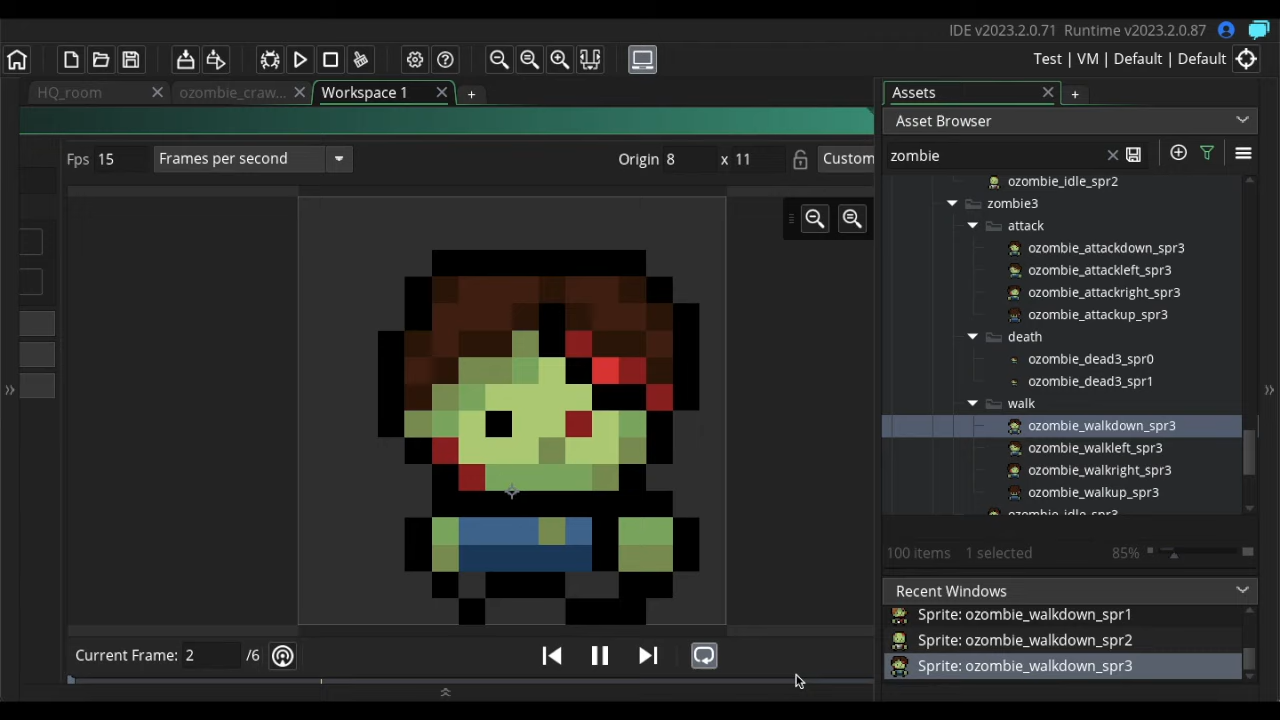 IDE v2023.2.0.71 Runtime v2023.2.0.87
Test | VM | Default | Default
HQ_room
ozombie_craw...
Workspace 1
Fps 15 Frames per second
Origin 8 x 11 Custom
Current Frame: 2 /6
Assets
Asset Browser
zombie
ozombie_idle_spr2
zombie3
attack
ozombie_attackdown_spr3
ozombie_attackleft_spr3
ozombie_attackright_spr3
ozombie_attackup_spr3
death
ozombie_dead3_spr0
ozombie_dead3_spr1
walk
ozombie_walkdown_spr3
ozombie_walkleft_spr3
ozombie_walkright_spr3
ozombie_walkup_spr3
ozombie_idle_spr3
100 items 1 selected 85%
Recent Windows
Sprite: ozombie_walkdown_spr1
Sprite: ozombie_walkdown_spr2
Sprite: ozombie_walkdown_spr3